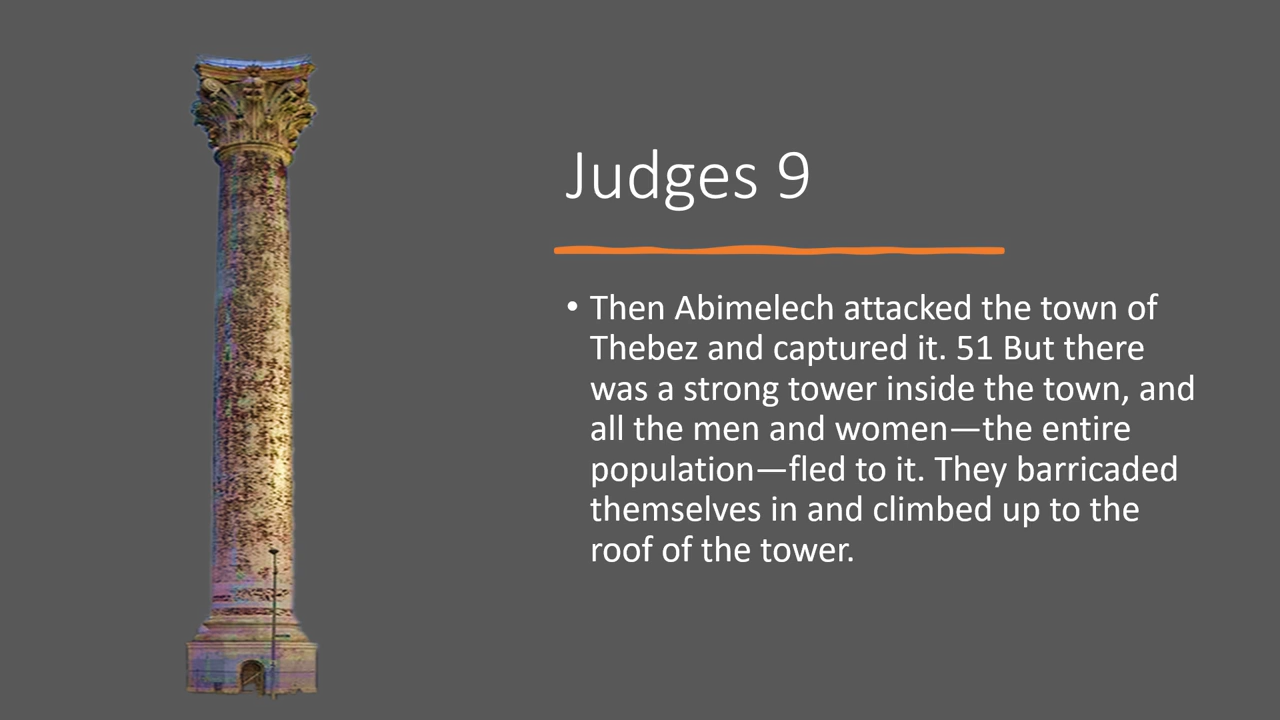 Judges 9
• Then Abimelech attacked the town of
Thebez and captured it. 51 But there
was a strong tower inside the town, and
all the men and women—the entire
population—fled to it. They barricaded
themselves in and climbed up to the
roof of the tower.